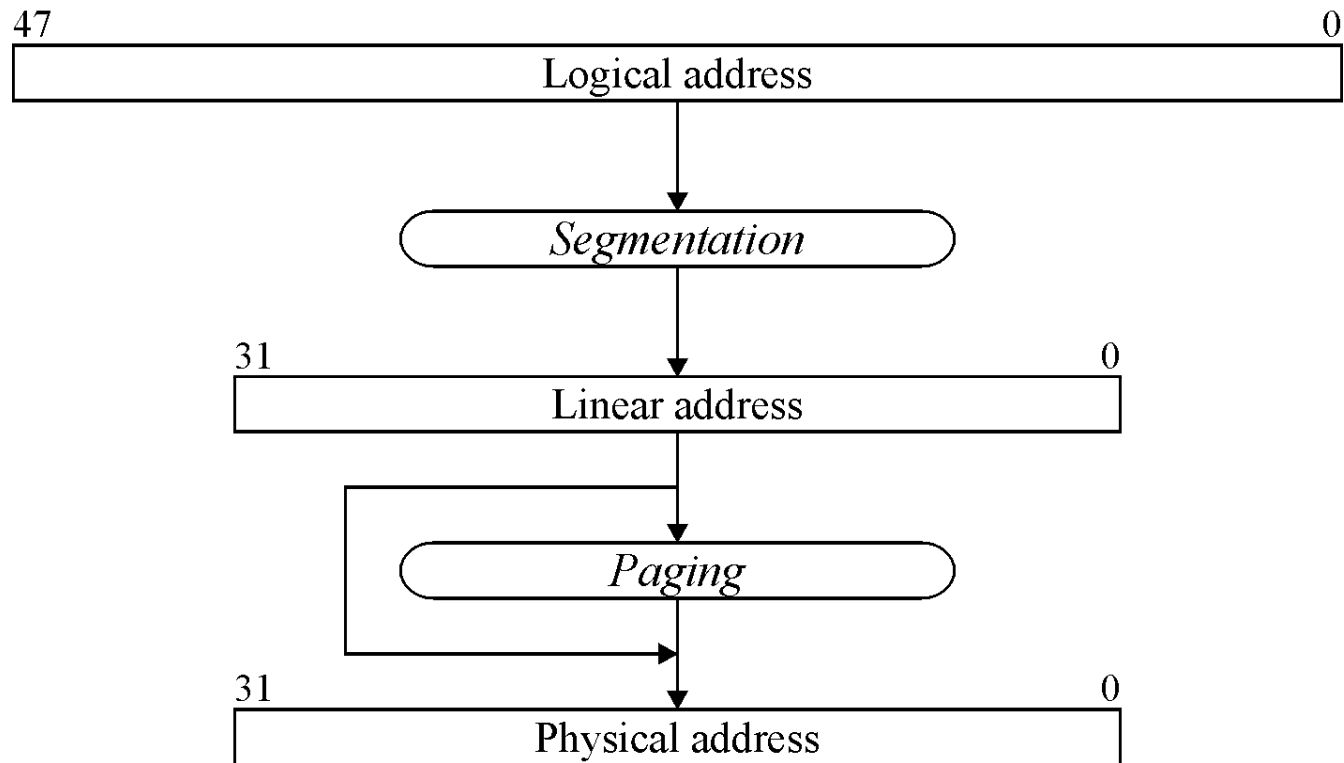 47 0
Logical address
Segmentation
31 0
Linear address
Paging
31 0
Physical address